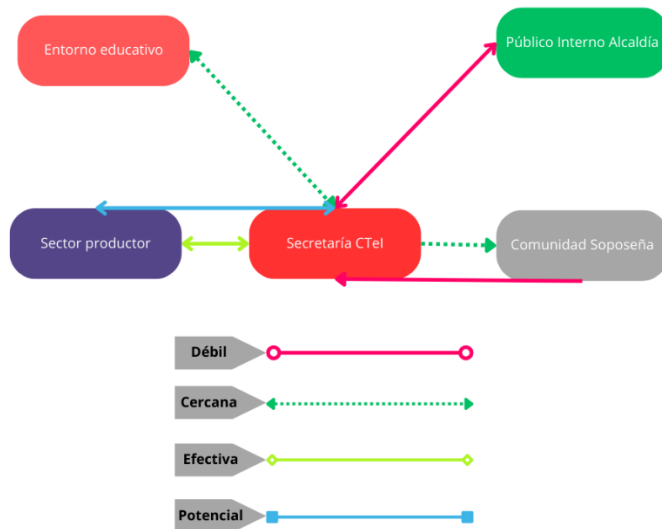 Entorno educativo
Público Interno Alcaldía
Sector productor
Secretaría CTeI
Comunidad Soposeña
Débil
Cercana
Efectiva
Potencial